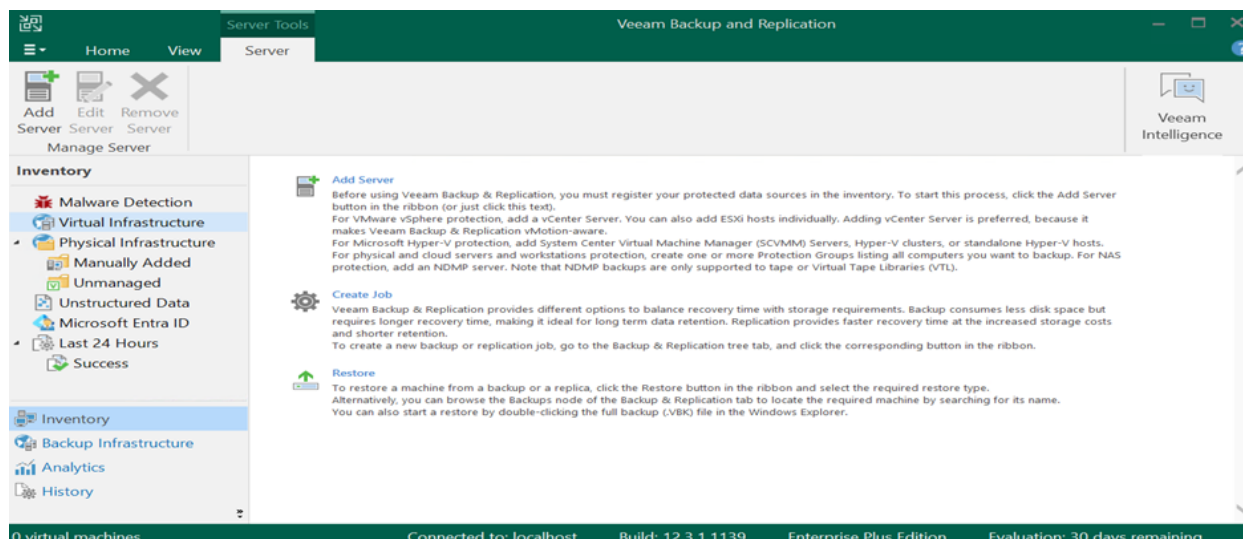 Server Tools
Veeam Backup and Replication
Home View Server
Add Server
Edit Server
Remove Server
Manage Server
Veeam Intelligence
Inventory
Malware Detection
Virtual Infrastructure
Physical Infrastructure
Manually Added
Unmanaged
Unstructured Data
Microsoft Entra ID
Last 24 Hours
Success
Inventory
Backup Infrastructure
Analytics
History
Add Server
Before using Veeam Backup & Replication, you must register your protected data sources in the inventory. To start this process, click the Add Server
button in the ribbon (or just click this text).
For VMware vSphere protection, add a vCenter Server. You can also add ESXi hosts individually. Adding vCenter Server is preferred, because it
makes Veeam Backup & Replication vMotion-aware.
For Microsoft Hyper-V protection, add System Center Virtual Machine Manager (SCVMM) Servers, Hyper-V clusters, or standalone Hyper-V hosts.
For physical and cloud servers and workstations protection, create one or more Protection Groups listing all computers you want to backup. For NAS
protection, add an NDMP server. Note that NDMP backups are only supported to tape or Virtual Tape Libraries (VTL).
Create Job
Veeam Backup & Replication provides different options to balance recovery time with storage requirements. Backup consumes less disk space but
requires longer recovery time, making it ideal for long term data retention. Replication provides faster recovery time at the increased storage costs
and shorter retention.
To create a new backup or replication job, go to the Backup & Replication tree tab, and click the corresponding button in the ribbon.
Restore
To restore a machine from a backup or a replica, click the Restore button in the ribbon and select the required restore type.
Alternatively, you can browse the Backups node of the Backup & Replication tab to locate the required machine by searching for its name.
You can also start a restore by double-clicking the full backup (.VBK) file in the Windows Explorer.
0 virtual machines Connected to: localhost Build: 12.3.1.1139 Enterprise Plus Edition Evaluation: 30 days remaining